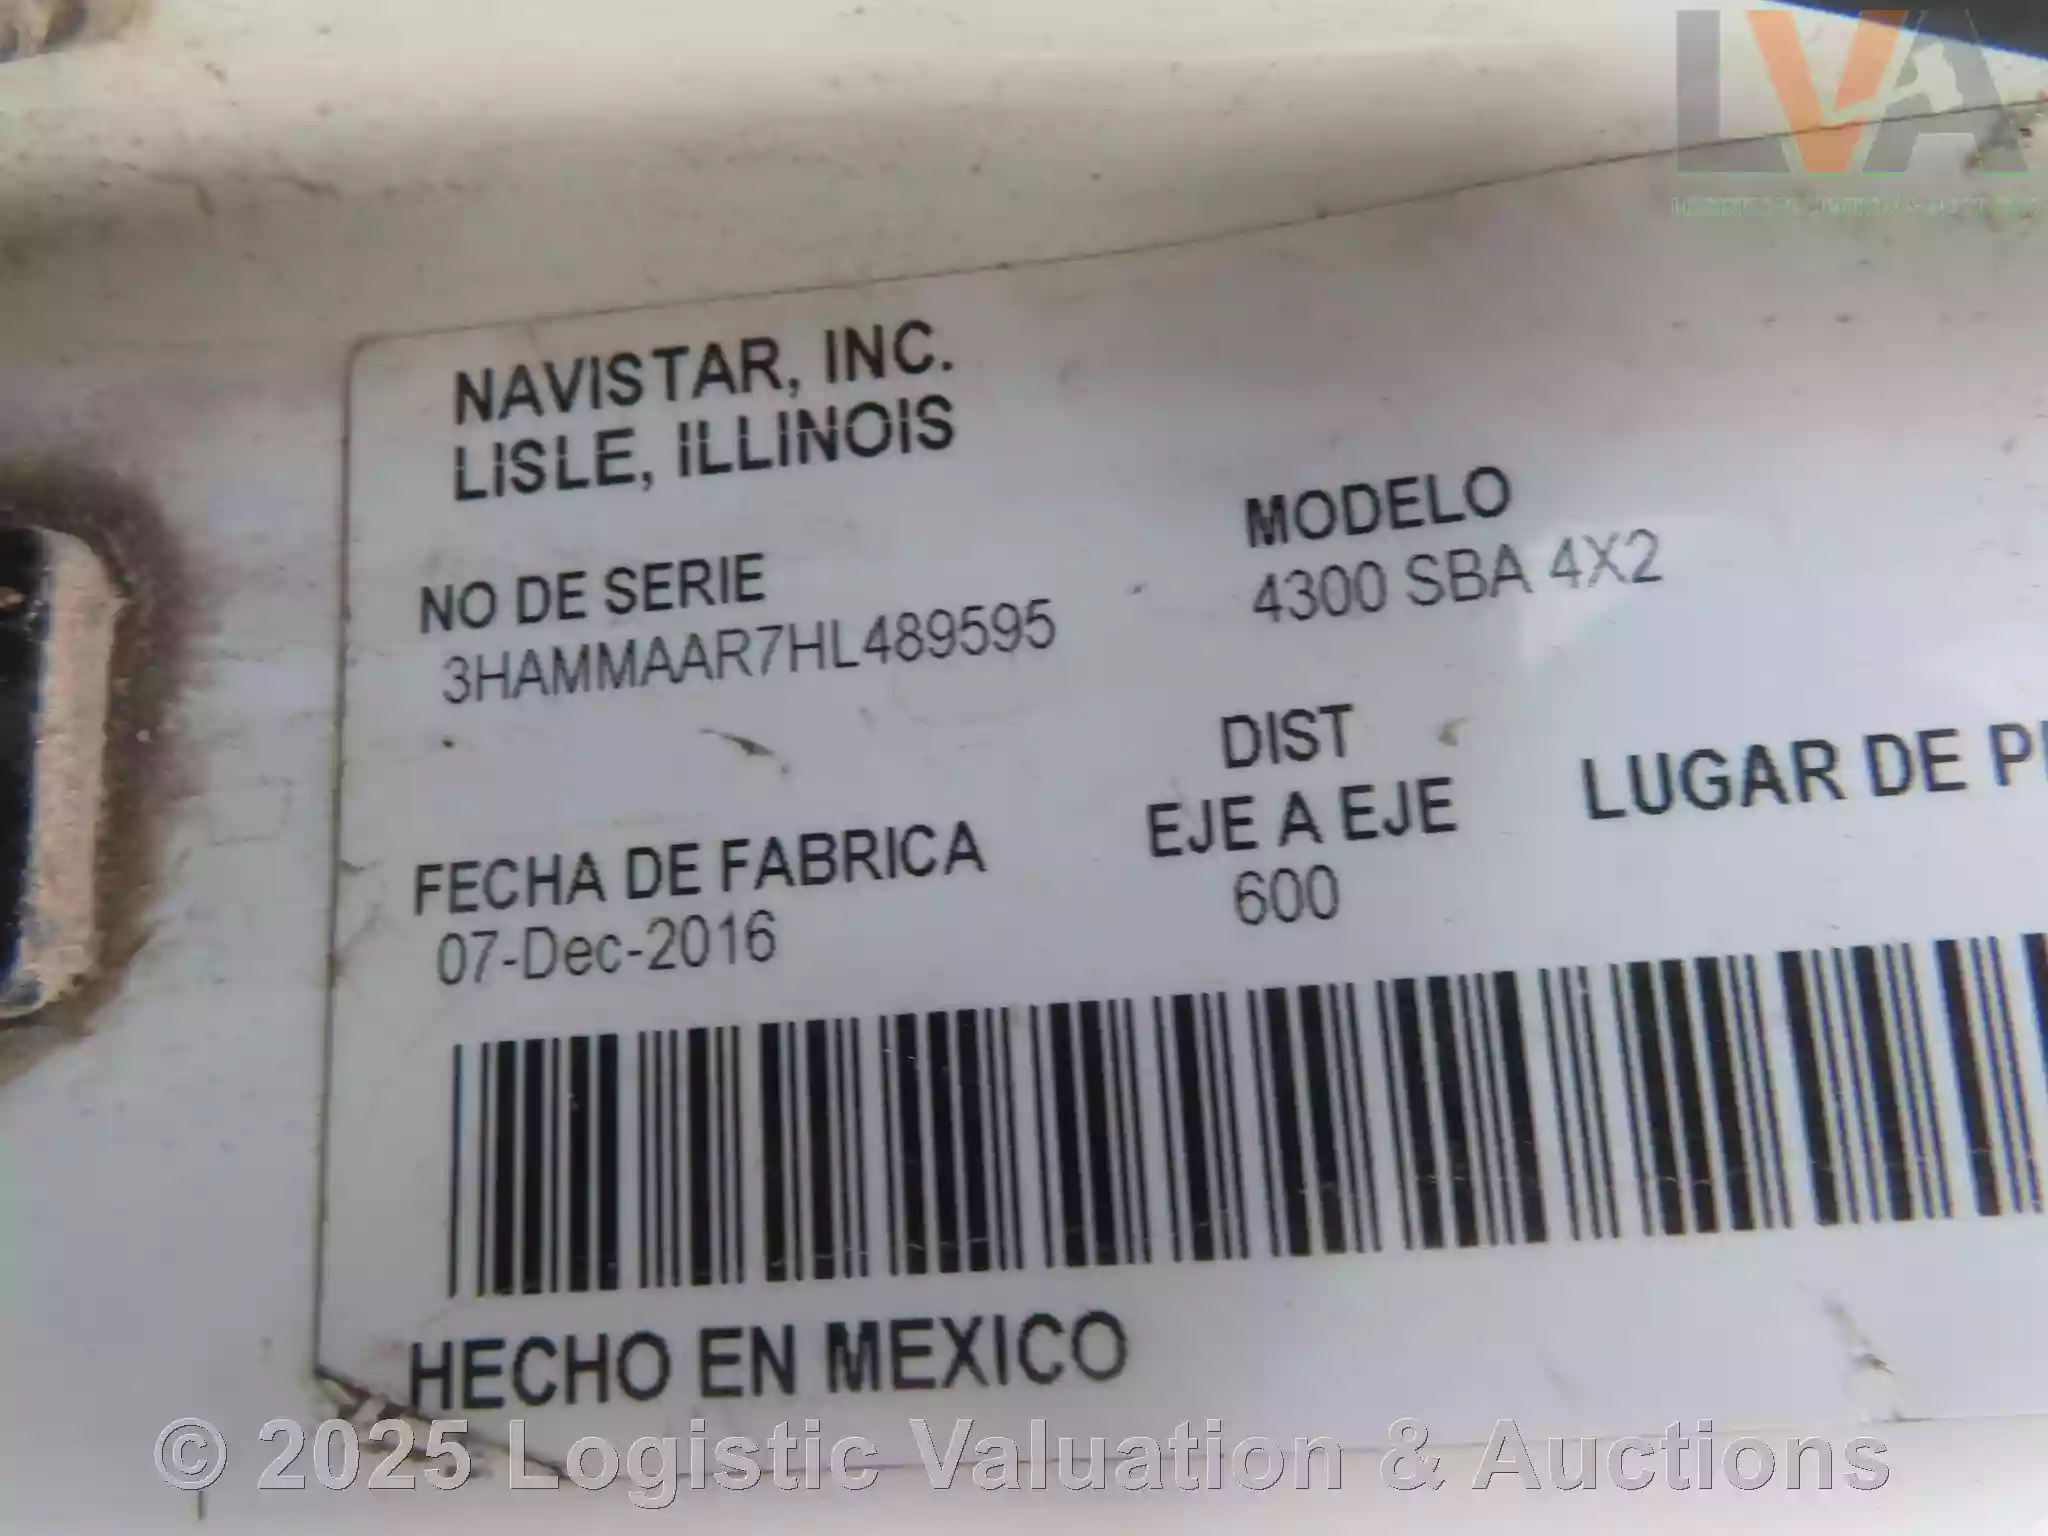 LVA
NAVISTAR, INC.
LISLE, ILLINOIS
NO DE SERIE
3HAMMAAR7HL489595
MODELO
4300 SBA 4X2
FECHA DE FABRICA
07-Dec-2016
DIST
EJE A EJE
600
LUGAR DE
HECHO EN MEXICO
© 2025 Logistic Valuation & Auctions